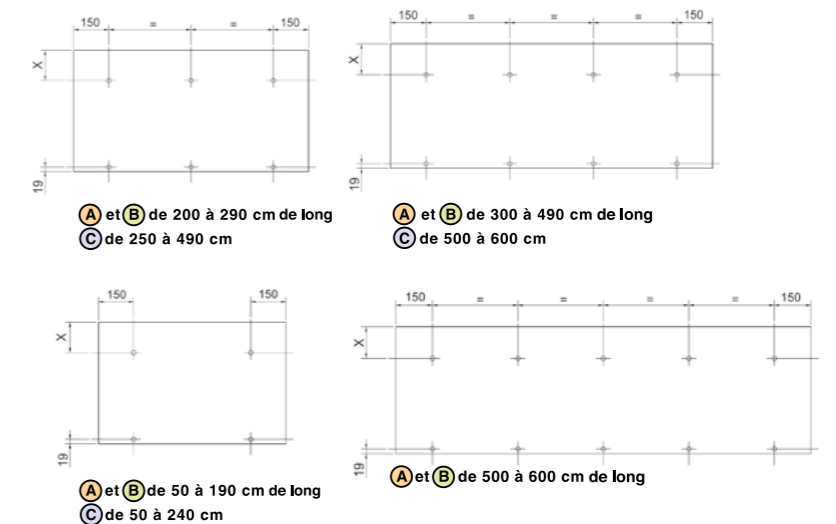 150 = = 150
X
19
A et B de 200 à 290 cm de long
C de 250 à 490 cm
150 = = = 150
X
19
A et B de 300 à 490 cm de long
C de 500 à 600 cm
150 150
X
19
A et B de 50 à 190 cm de long
C de 50 à 240 cm
150 = = = = 150
X
19
A et B de 500 à 600 cm de long